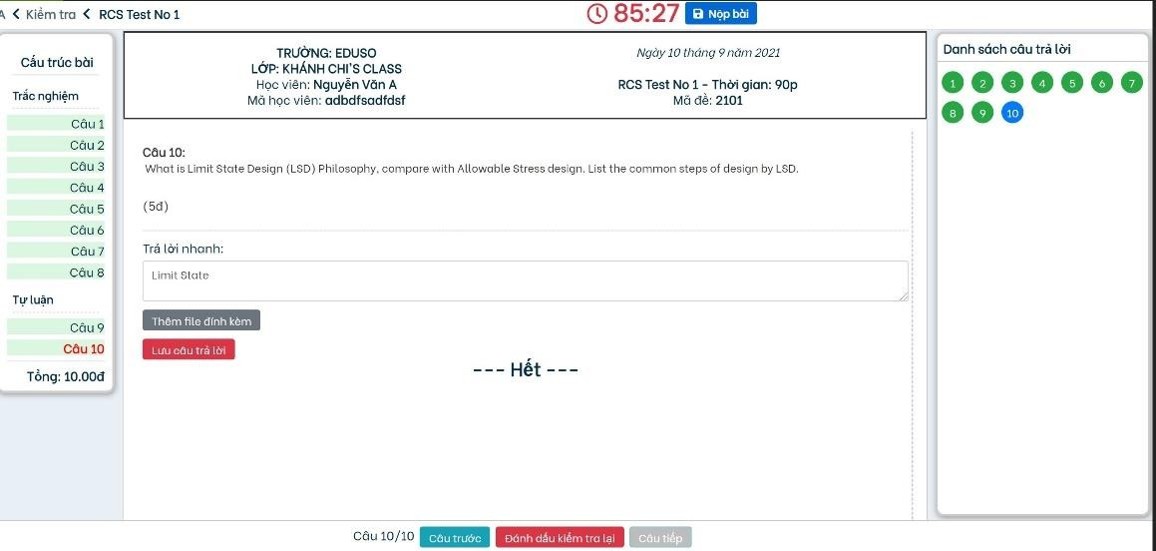 A < Kiểm tra < RCS Test No 1
85:27
Nộp bài
Cấu trúc bài
Trắc nghiệm
Câu 1
Câu 2
Câu 3
Câu 4
Câu 5
Câu 6
Câu 7
Câu 8
Tự luận
Câu 9
Câu 10
Tổng: 10.00đ
TRƯỜNG: EDUSO
LỚP: KHÁNH CHI'S CLASS
Học viên: Nguyễn Văn A
Mã học viên: adbdfsadfdsf
Ngày 10 tháng 9 năm 2021
RCS Test No 1 - Thời gian: 90p
Mã đề: 2101
Câu 10:
What is Limit State Design (LSD) Philosophy, compare with Allowable Stress design. List the common steps of design by LSD.
(5đ)
Trả lời nhanh:
Limit State
Thêm file đính kèm
Lưu câu trả lời
--- Hết ---
Danh sách câu trả lời
1 2 3 4 5 6 7
8 9 10
Câu 10/10
Câu trước
Đánh dấu kiểm tra lại
Câu tiếp